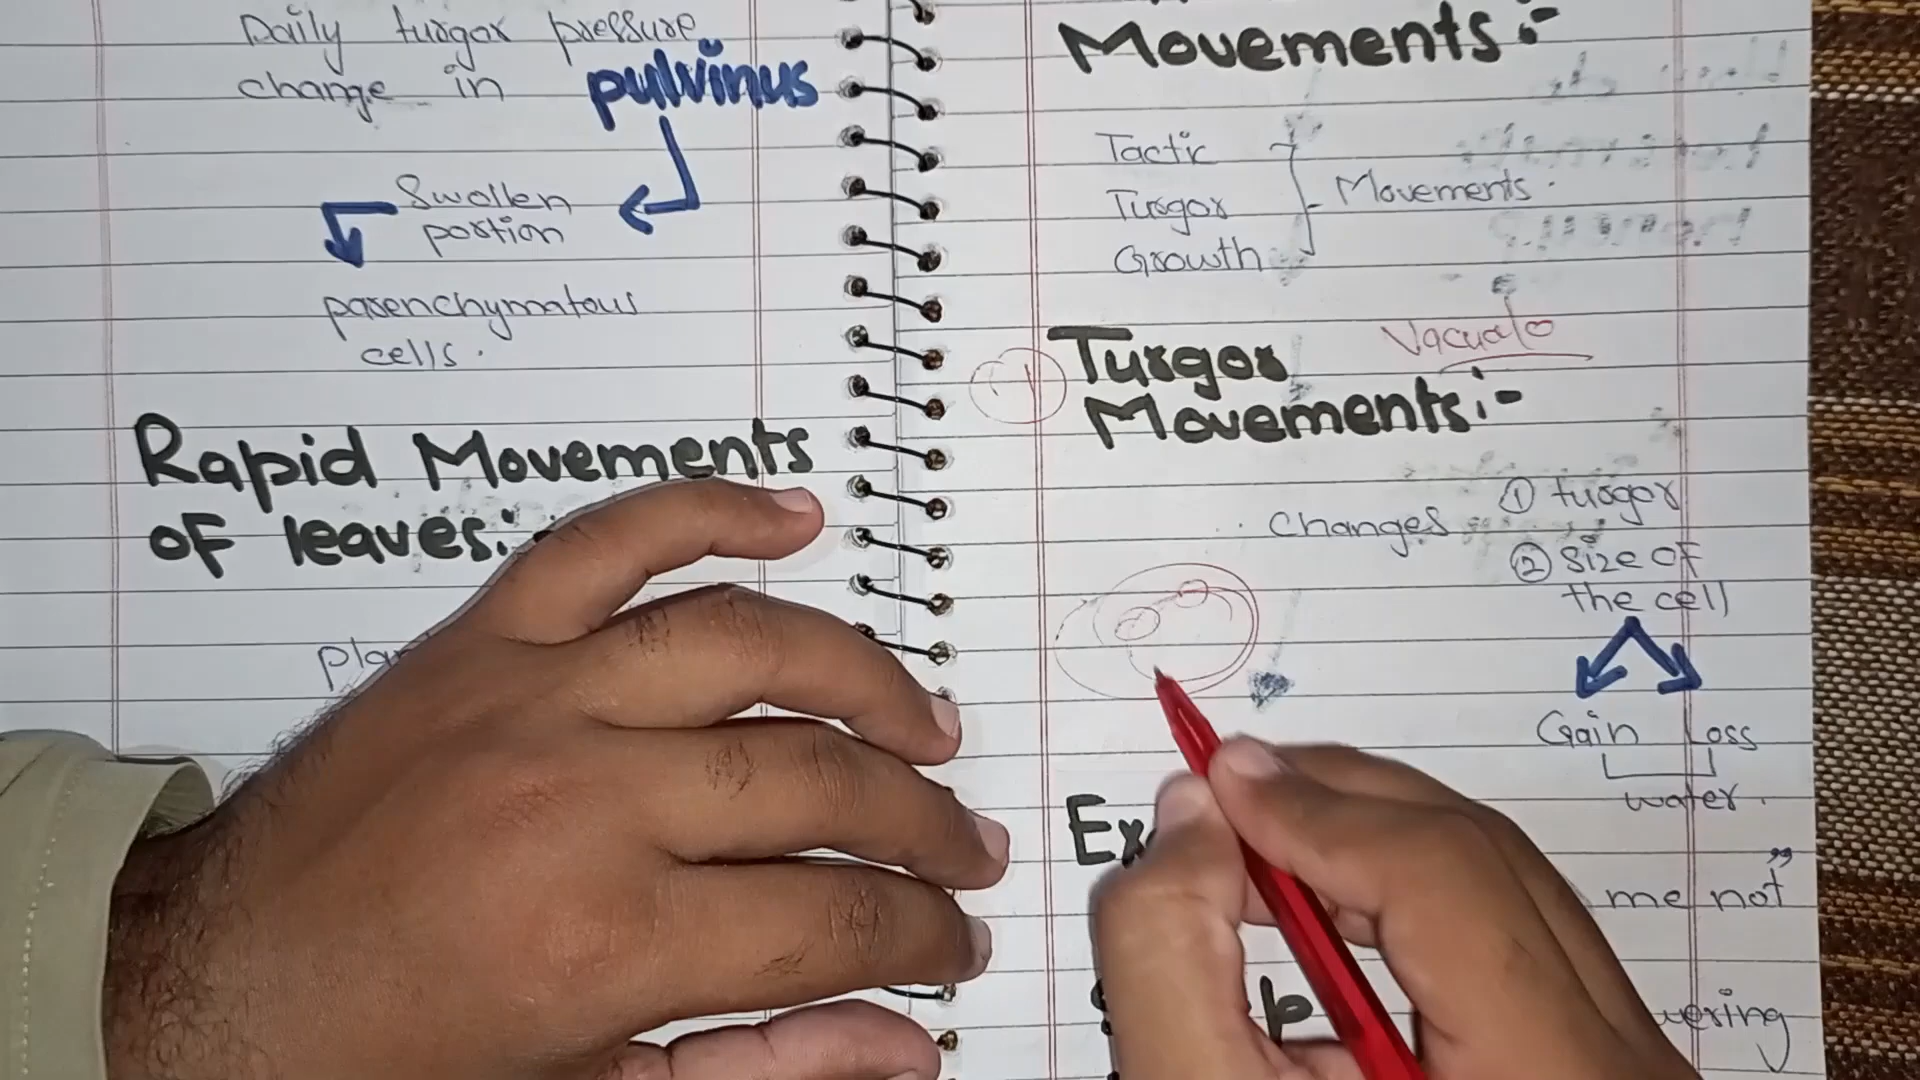 Daily turgor pressure
change in pulvinus
Swollen
portion
parenchymatous
cells.
Rapid Movements
of leaves:-
Movements:-
Tactic
Turgor
Growth
Movements.
Vacuole
Turgor
Movements:-
changes
① turgor
② size of
the cell
Gain Loss
water.
me not"